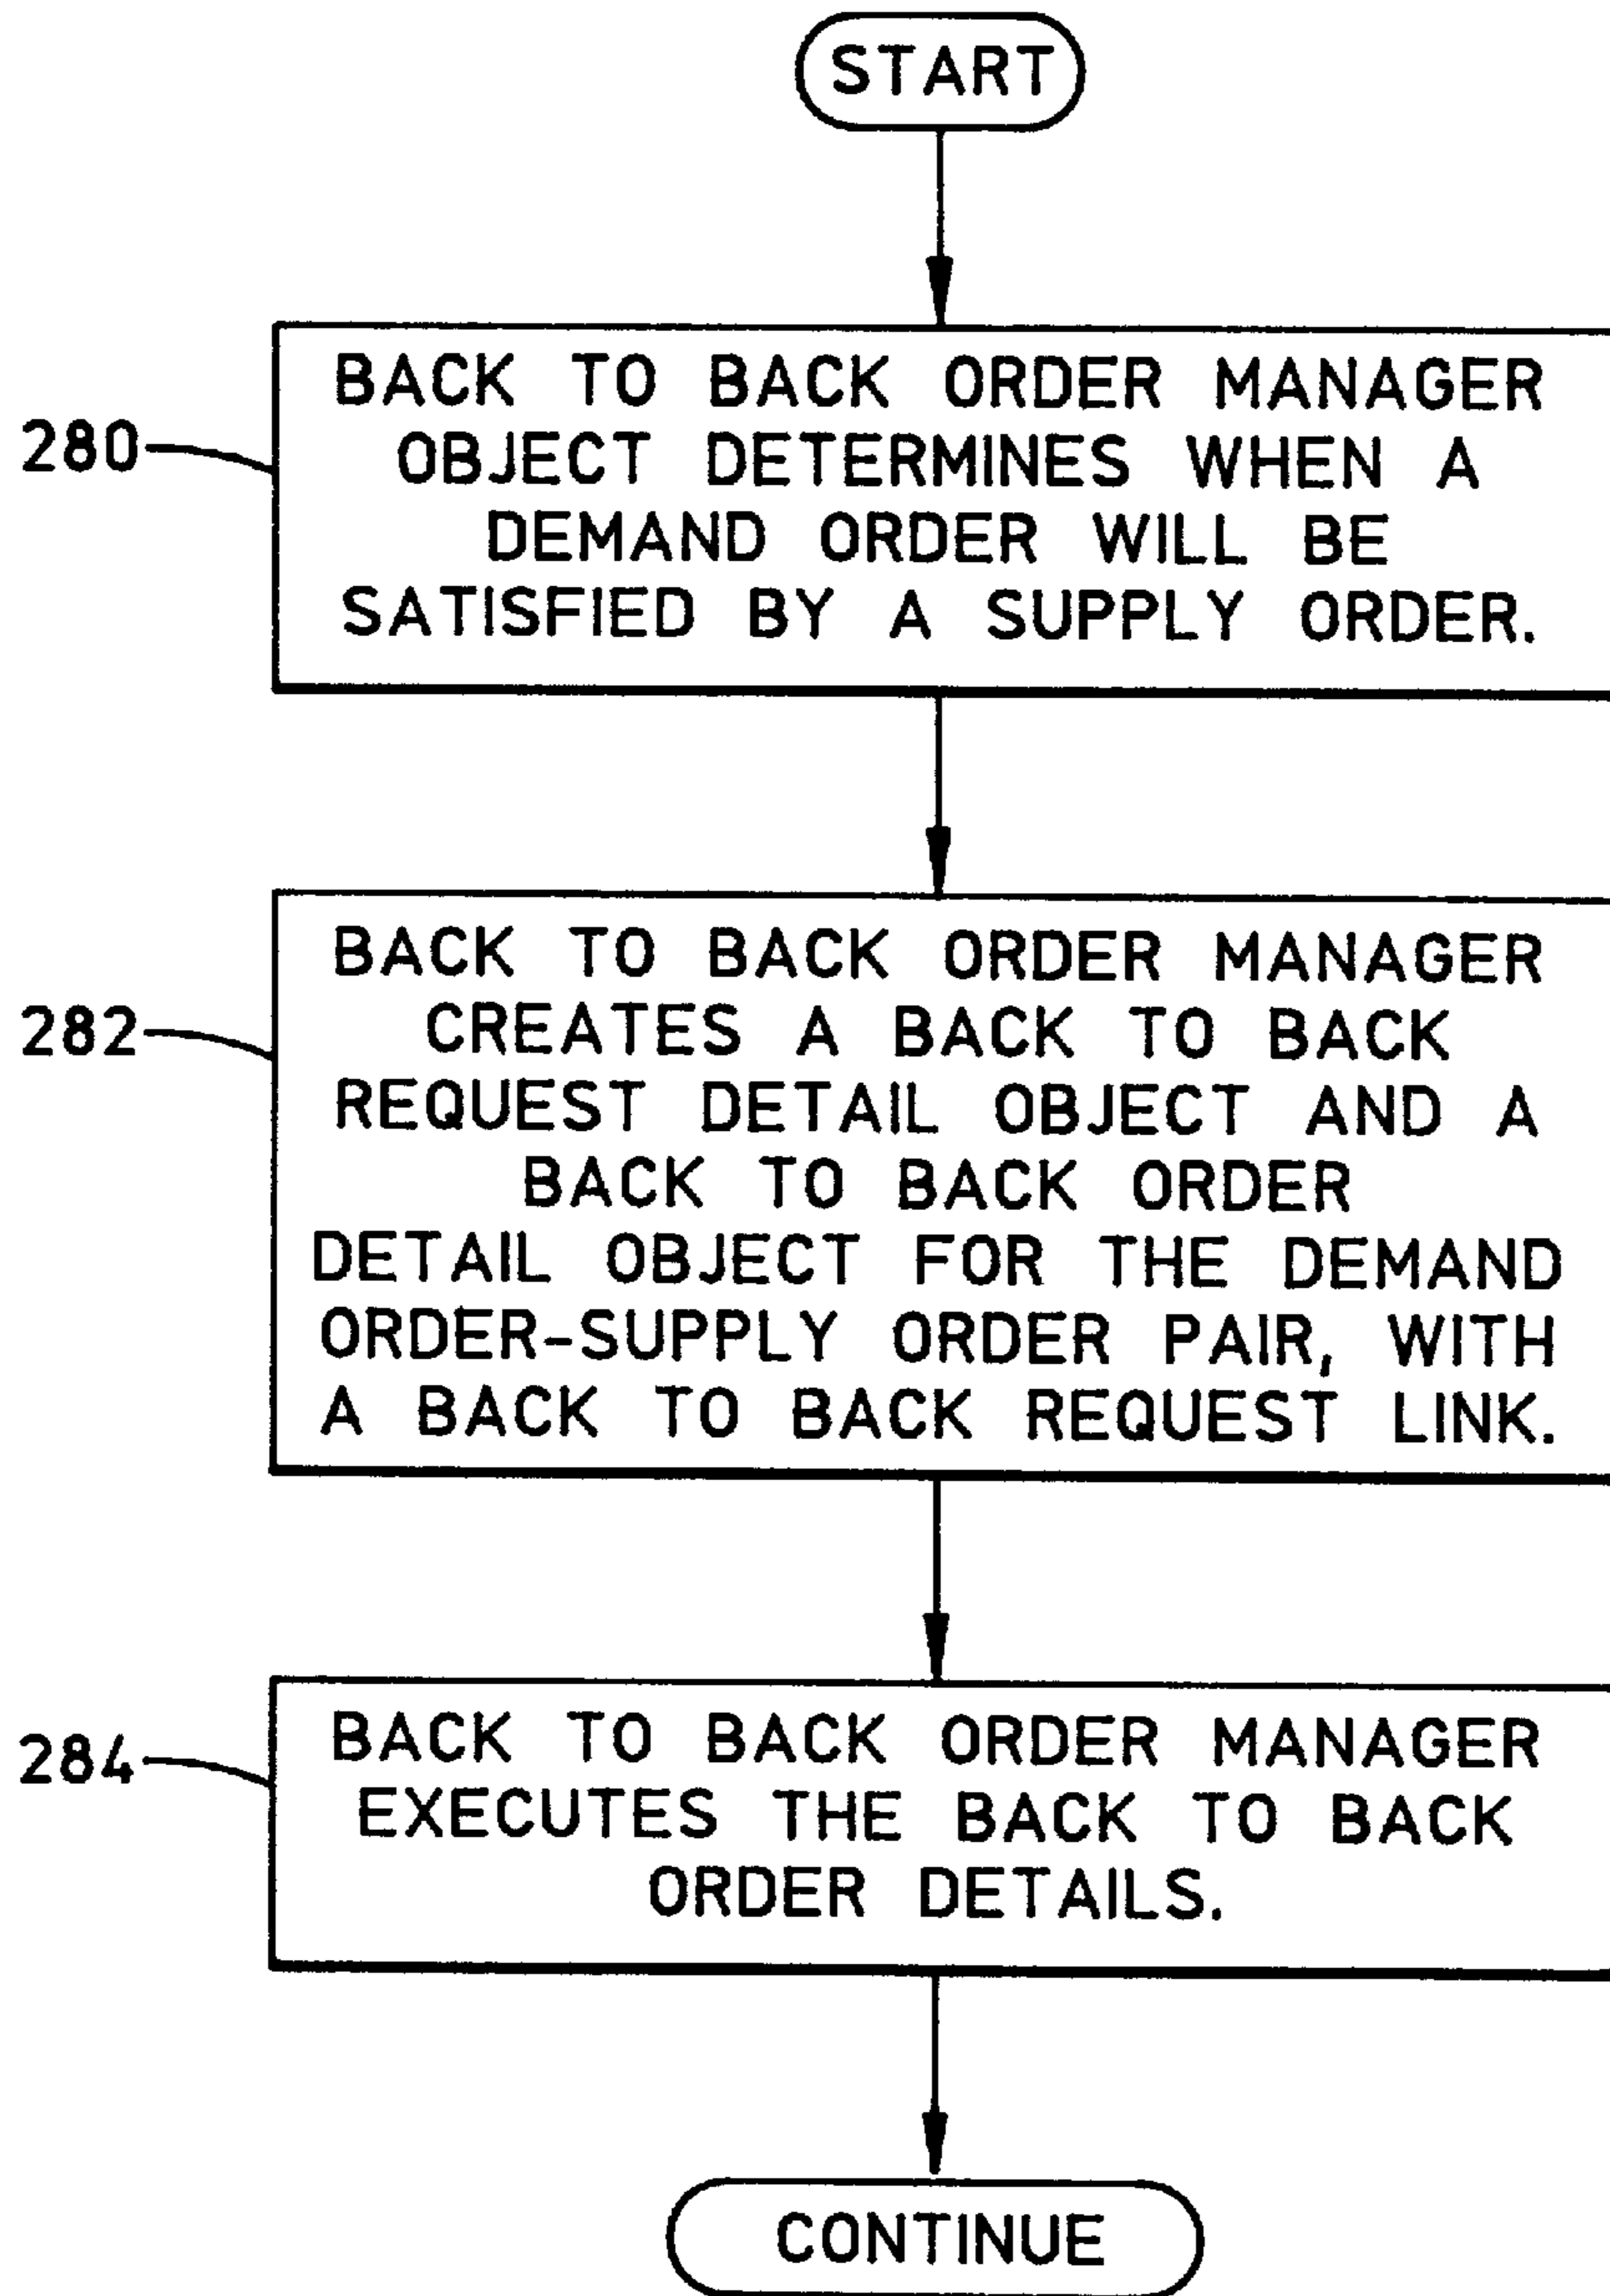 START
280
BACK TO BACK ORDER MANAGER
OBJECT DETERMINES WHEN A
DEMAND ORDER WILL BE
SATISFIED BY A SUPPLY ORDER.
282
BACK TO BACK ORDER MANAGER
CREATES A BACK TO BACK
REQUEST DETAIL OBJECT AND A
BACK TO BACK ORDER
DETAIL OBJECT FOR THE DEMAND
ORDER-SUPPLY ORDER PAIR, WITH
A BACK TO BACK REQUEST LINK.
284
BACK TO BACK ORDER MANAGER
EXECUTES THE BACK TO BACK
ORDER DETAILS.
CONTINUE